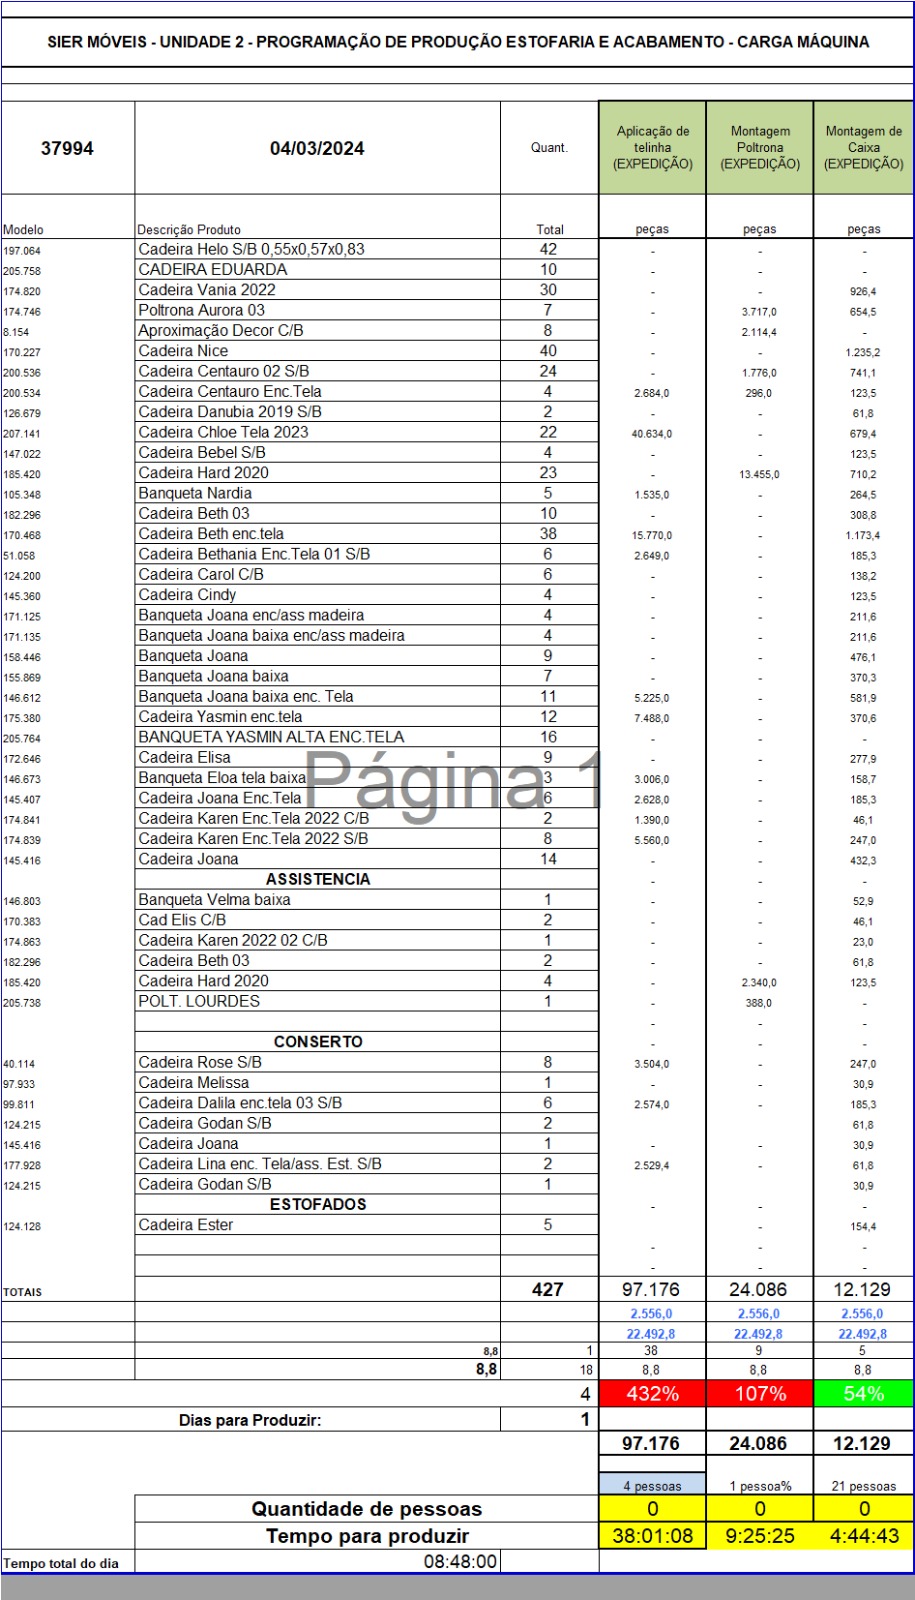 SIER MÓVEIS - UNIDADE 2 - PROGRAMAÇÃO DE PRODUÇÃO ESTOFARIA E ACABAMENTO - CARGA MÁQUINA
37994 04/03/2024 Quant. Aplicação de telinha (EXPEDIÇÃO) Montagem Poltrona (EXPEDIÇÃO) Montagem de Caixa (EXPEDIÇÃO)
Modelo Descrição Produto Total peças peças peças
197.064 Cadeira Helo S/B 0,55x0,57x0,83 42 - - -
205.758 CADEIRA EDUARDA 10 - - -
174.820 Cadeira Vania 2022 30 - - 926,4
174.746 Poltrona Aurora 03 7 - 3.717,0 654,5
8.154 Aproximação Decor C/B 8 - 2.114,4 -
170.227 Cadeira Nice 40 - - 1.235,2
200.536 Cadeira Centauro 02 S/B 24 - 1.776,0 741,1
200.534 Cadeira Centauro Enc.Tela 4 2.684,0 296,0 123,5
126.679 Cadeira Danubia 2019 S/B 2 - - 61,8
207.141 Cadeira Chloe Tela 2023 22 40.634,0 - 679,4
147.022 Cadeira Bebel S/B 4 - - 123,5
185.420 Cadeira Hard 2020 23 - 13.455,0 710,2
105.348 Banqueta Nardia 5 1.535,0 - 264,5
182.296 Cadeira Beth 03 10 - - 308,8
170.468 Cadeira Beth enc.tela 38 15.770,0 - 1.173,4
51.058 Cadeira Bethania Enc.Tela 01 S/B 6 2.649,0 - 185,3
124.200 Cadeira Carol C/B 6 - - 138,2
145.360 Cadeira Cindy 4 - - 123,5
171.125 Banqueta Joana enc/ass madeira 4 - - 211,6
171.135 Banqueta Joana baixa enc/ass madeira 4 - - 211,6
158.446 Banqueta Joana 9 - - 476,1
155.869 Banqueta Joana baixa 7 - - 370,3
146.612 Banqueta Joana baixa enc. Tela 11 5.225,0 - 581,9
175.380 Cadeira Yasmin enc.tela 12 7.488,0 - 370,6
205.764 BANQUETA YASMIN ALTA ENC.TELA 16 - - -
172.646 Cadeira Elisa 9 - - 277,9
Página 1
146.673 Banqueta Eloa tela baixa 3 3.006,0 - 158,7
145.407 Cadeira Joana Enc.Tela 6 2.628,0 - 185,3
174.841 Cadeira Karen Enc.Tela 2022 C/B 2 1.390,0 - 46,1
174.839 Cadeira Karen Enc.Tela 2022 S/B 8 5.560,0 - 247,0
145.416 Cadeira Joana 14 - - 432,3
ASSISTENCIA - - -
146.803 Banqueta Velma baixa 1 - - 52,9
170.383 Cad Elis C/B 2 - - 46,1
174.863 Cadeira Karen 2022 02 C/B 1 - - 23,0
182.296 Cadeira Beth 03 2 - - 61,8
185.420 Cadeira Hard 2020 4 - 2.340,0 123,5
205.738 POLT. LOURDES 1 - 388,0 -
- - -
CONSERTO - - -
40.114 Cadeira Rose S/B 8 3.504,0 - 247,0
97.933 Cadeira Melissa 1 - - 30,9
99.811 Cadeira Dalila enc.tela 03 S/B 6 2.574,0 - 185,3
124.215 Cadeira Godan S/B 2 61,8
145.416 Cadeira Joana 1 - - 30,9
177.928 Cadeira Lina enc. Tela/ass. Est. S/B 2 2.529,4 - 61,8
124.215 Cadeira Godan S/B 1 30,9
ESTOFADOS - - -
124.128 Cadeira Ester 5 - 154,4
- - -
- - -
TOTAIS 427 97.176 24.086 12.129
2.556,0 2.556,0 2.556,0
22.492,8 22.492,8 22.492,8
8,8 1 38 9 5
8,8 18 8,8 8,8 8,8
4 432% 107% 54%
Dias para Produzir: 1
97.176 24.086 12.129
4 pessoas 1 pessoa% 21 pessoas
Quantidade de pessoas 0 0 0
Tempo para produzir 38:01:08 9:25:25 4:44:43
Tempo total do dia 08:48:00